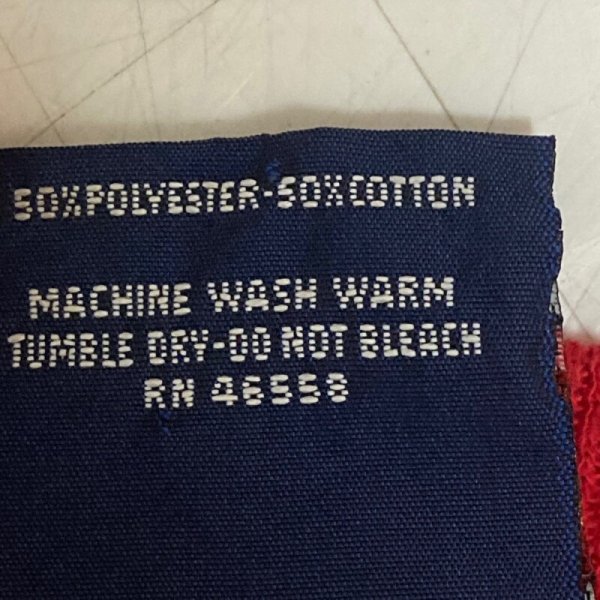 50%POLYESTER-50%COTTON
MACHINE WASH WARM
TUMBLE DRY-DO NOT BLEACH
RN 46558